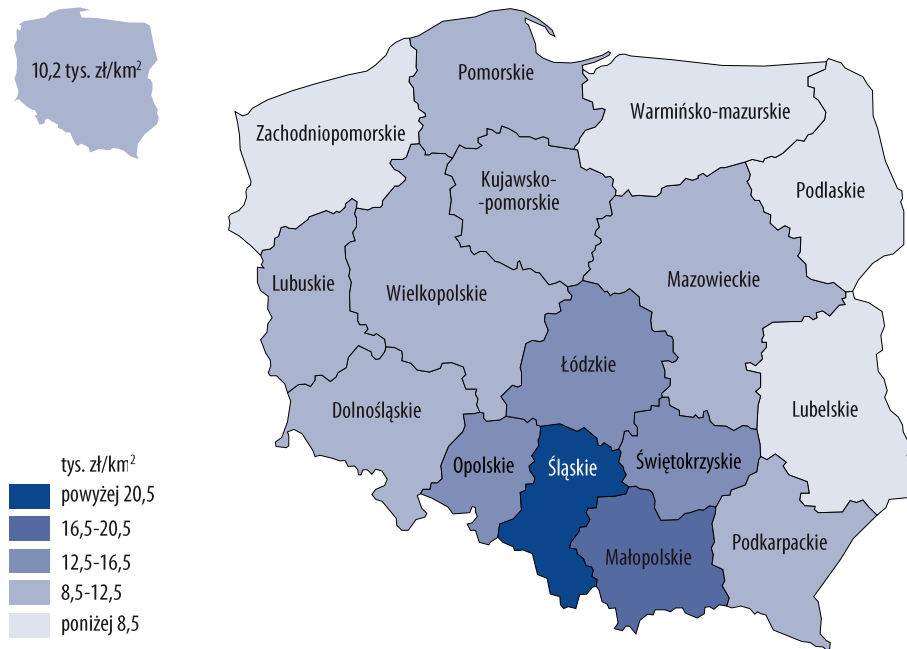 10,2 tys. zł/km²
Pomorskie
Warmińsko-mazurskie
Zachodniopomorskie
Kujawsko-
-pomorskie
Podlaskie
Lubuskie
Wielkopolskie
Mazowieckie
Łódzkie
Dolnośląskie
Lubelskie
Opolskie
Śląskie
Świętokrzyskie
Małopolskie
Podkarpackie
tys. zł/km²
powyżej 20,5
16,5-20,5
12,5-16,5
8,5-12,5
poniżej 8,5